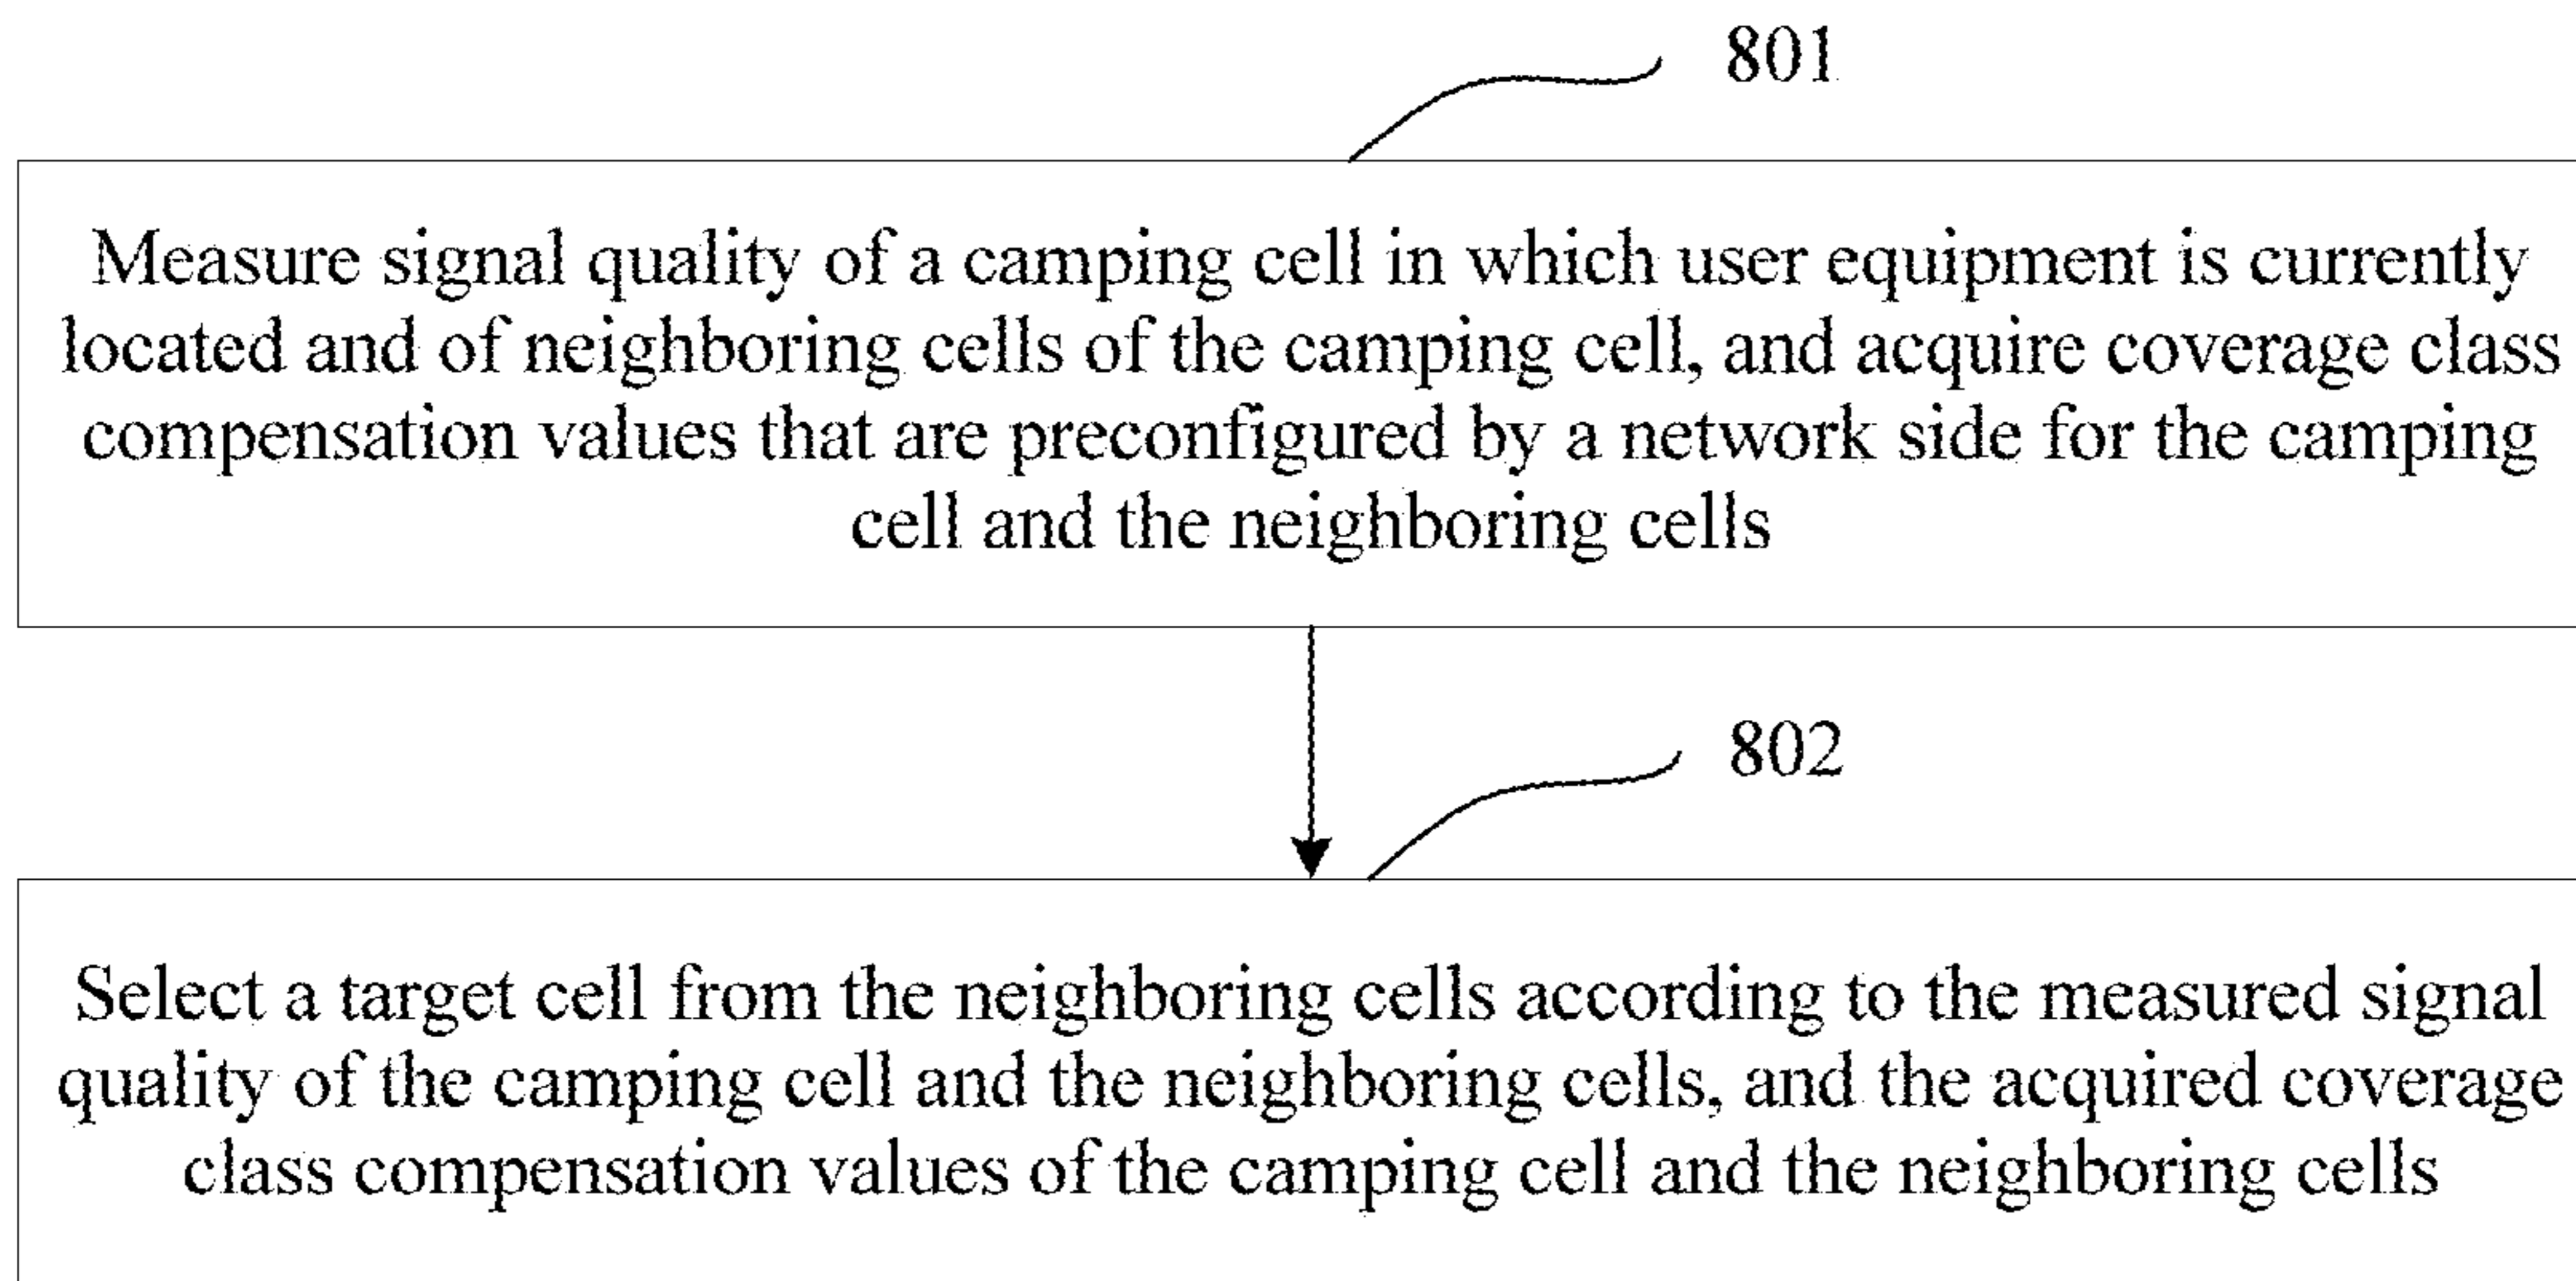 801
Measure signal quality of a camping cell in which user equipment is currently
located and of neighboring cells of the camping cell, and acquire coverage class
compensation values that are preconfigured by a network side for the camping
cell and the neighboring cells
802
Select a target cell from the neighboring cells according to the measured signal
quality of the camping cell and the neighboring cells, and the acquired coverage
class compensation values of the camping cell and the neighboring cells